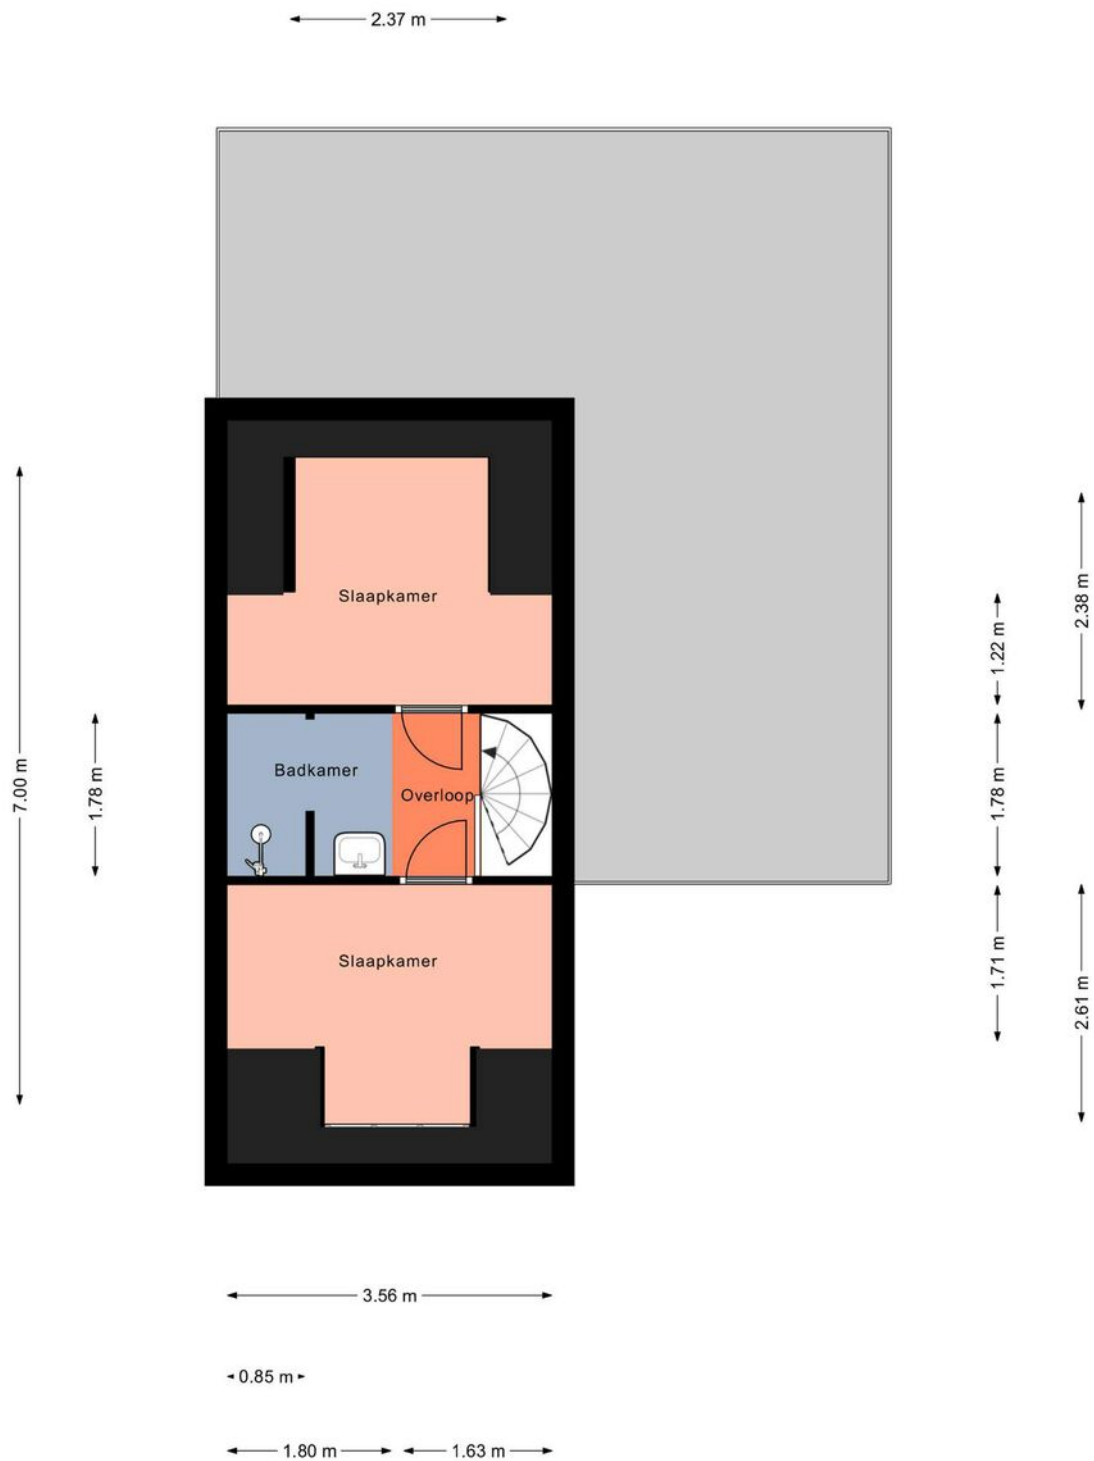 2.37 m
Slaapkamer
2.38 m
1.22 m
7.00 m
1.78 m
Badkamer
Overloop
1.78 m
Slaapkamer
1.71 m
2.61 m
3.56 m
0.85 m
1.80 m
1.63 m